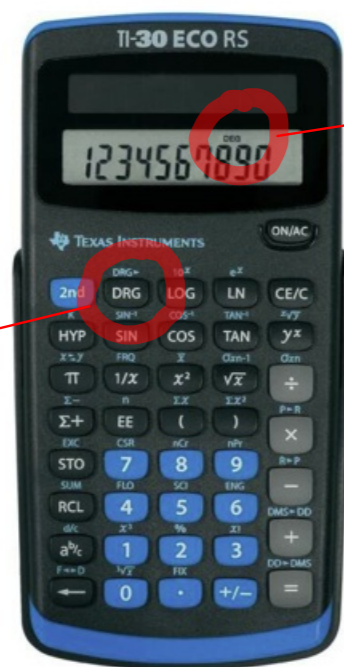 TI-30 ECO RS
DEG
1234567890
TEXAS INSTRUMENTS
ON/AC
DRG► 10ˣ eˣ
2nd DRG LOG LN CE/C
K SIN⁻¹ COS⁻¹ TAN⁻¹ ˣ√y
HYP SIN COS TAN yˣ
x↔y FRQ x̄ σxn-1 σxn
π 1/x x² √x ÷
Σ− n Σx Σx² P►R
Σ+ EE ( ) ×
EXC CSR nCr nPr R►P
STO 7 8 9 −
SUM FLO SCI ENG DMS►DD
RCL 4 5 6 +
d/c x³ % x! DD►DMS
aᵇ/c 1 2 3
F◄►D ³√x FIX
← 0 . +/− =